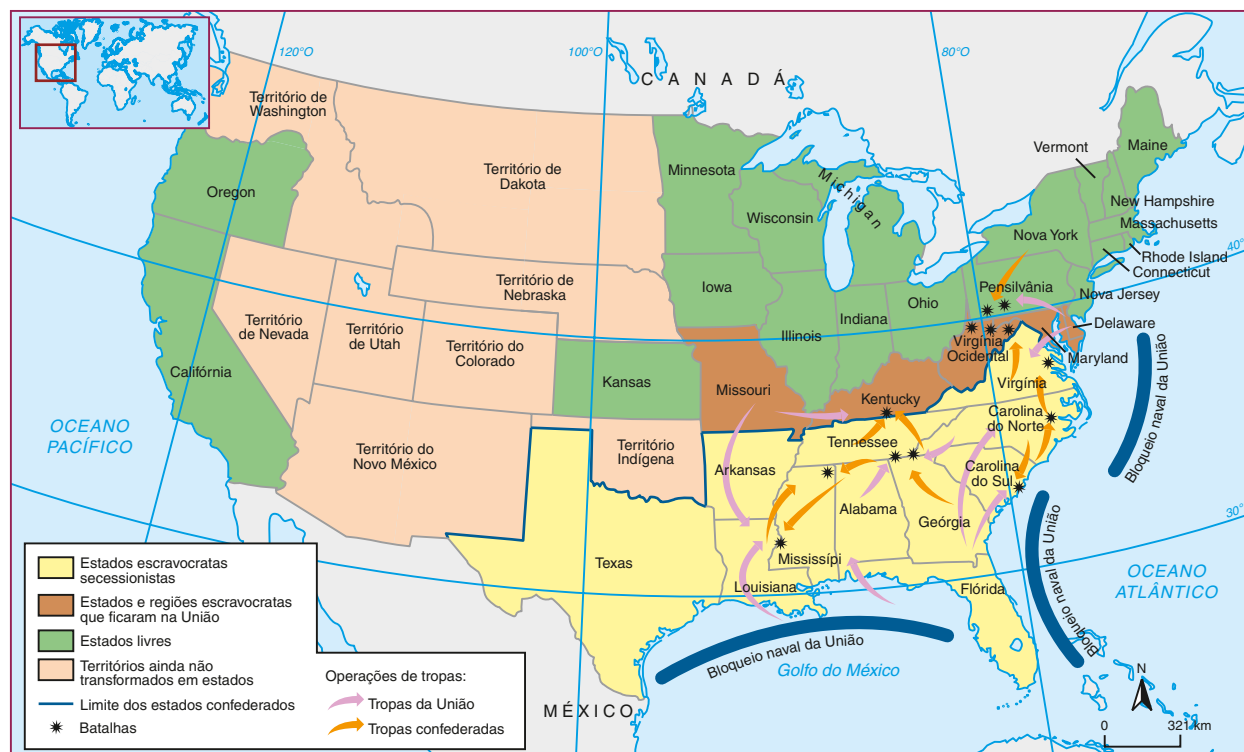 120°O
100°O
80°O
CANADÁ
Território de
Washington
Oregon
Califórnia
Território
de Nevada
Território
de Utah
Território de
Dakota
Território de
Nebraska
Território do
Colorado
Território do
Novo México
Território
Indígena
Kansas
Minnesota
Wisconsin
Michigan
Iowa
Illinois
Indiana
Ohio
Missouri
Kentucky
Vermont
Maine
New Hampshire
Massachusetts
Nova York
Rhode Island
Connecticut
Pensilvânia
Nova Jersey
Delaware
Maryland
Virgínia
Ocidental
Virgínia
Carolina
do Norte
Carolina
do Sul
Tennessee
Arkansas
Alabama
Geórgia
Mississípi
Louisiana
Texas
Flórida
40°
30°
OCEANO
PACÍFICO
OCEANO
ATLÂNTICO
Bloqueio naval da União
Bloqueio naval da União
Bloqueio naval da União
Golfo do México
MÉXICO
N
0 321 km
Estados escravocratas
secessionistas
Estados e regiões escravocratas
que ficaram na União
Estados livres
Territórios ainda não
transformados em estados
Limite dos estados confederados
Batalhas
Operações de tropas:
Tropas da União
Tropas confederadas